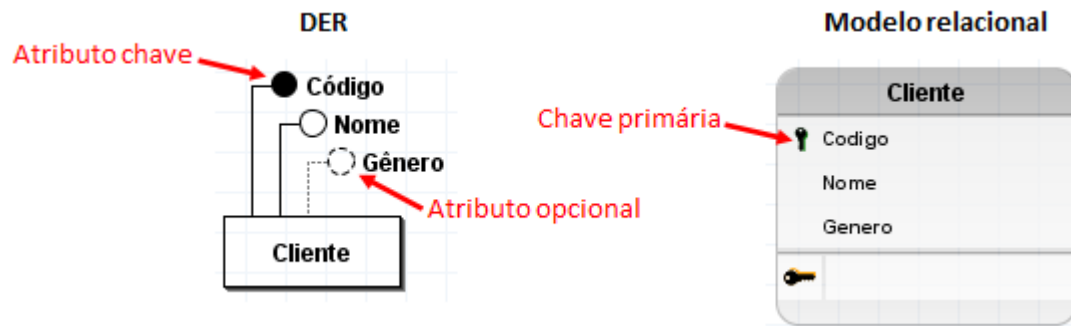 DER
Atributo chave
Código
Nome
Gênero
Atributo opcional
Cliente
Modelo relacional
Cliente
Chave primária
Codigo
Nome
Genero